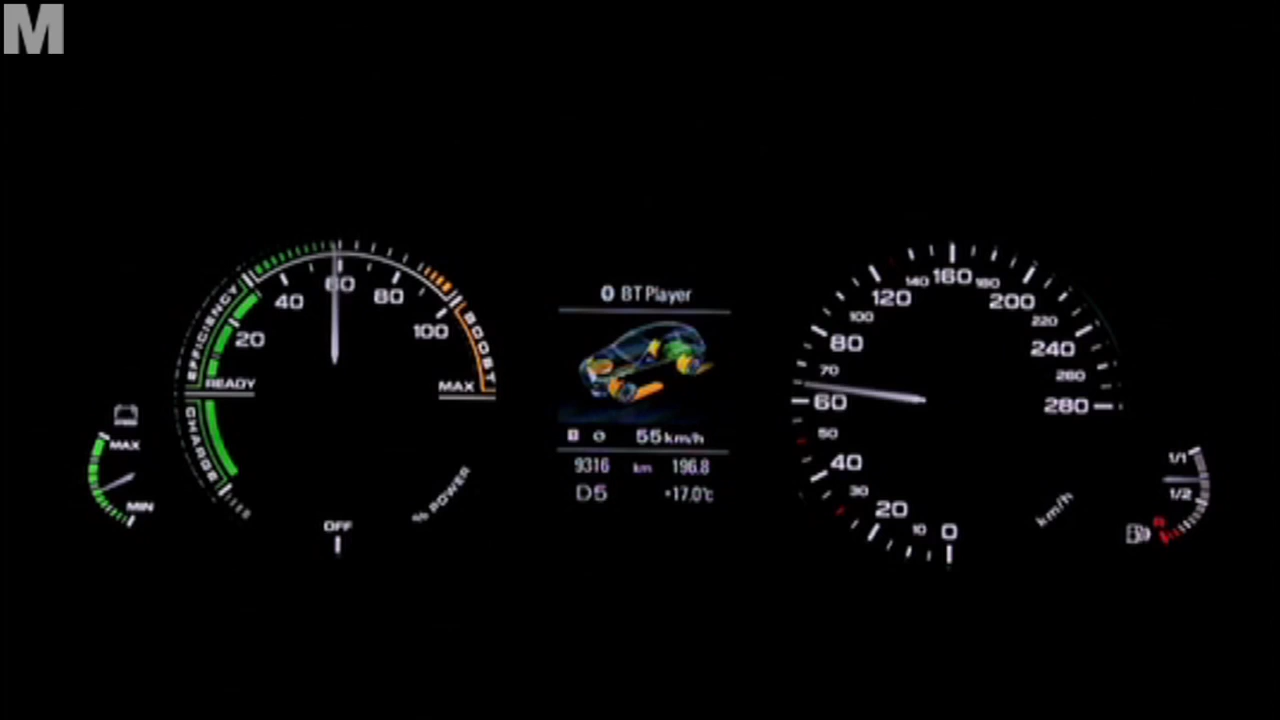 M
EFFICIENCY
READY
CHARGE
20
40
60
80
100
BOOST
MAX
% POWER
OFF
MAX
MIN
BT Player
55 km/h
9316 km 196.8
D5 +17.0°C
0
10
20
30
40
50
60
70
80
100
120
140
160
180
200
220
240
260
280
km/h
1/1
1/2
R